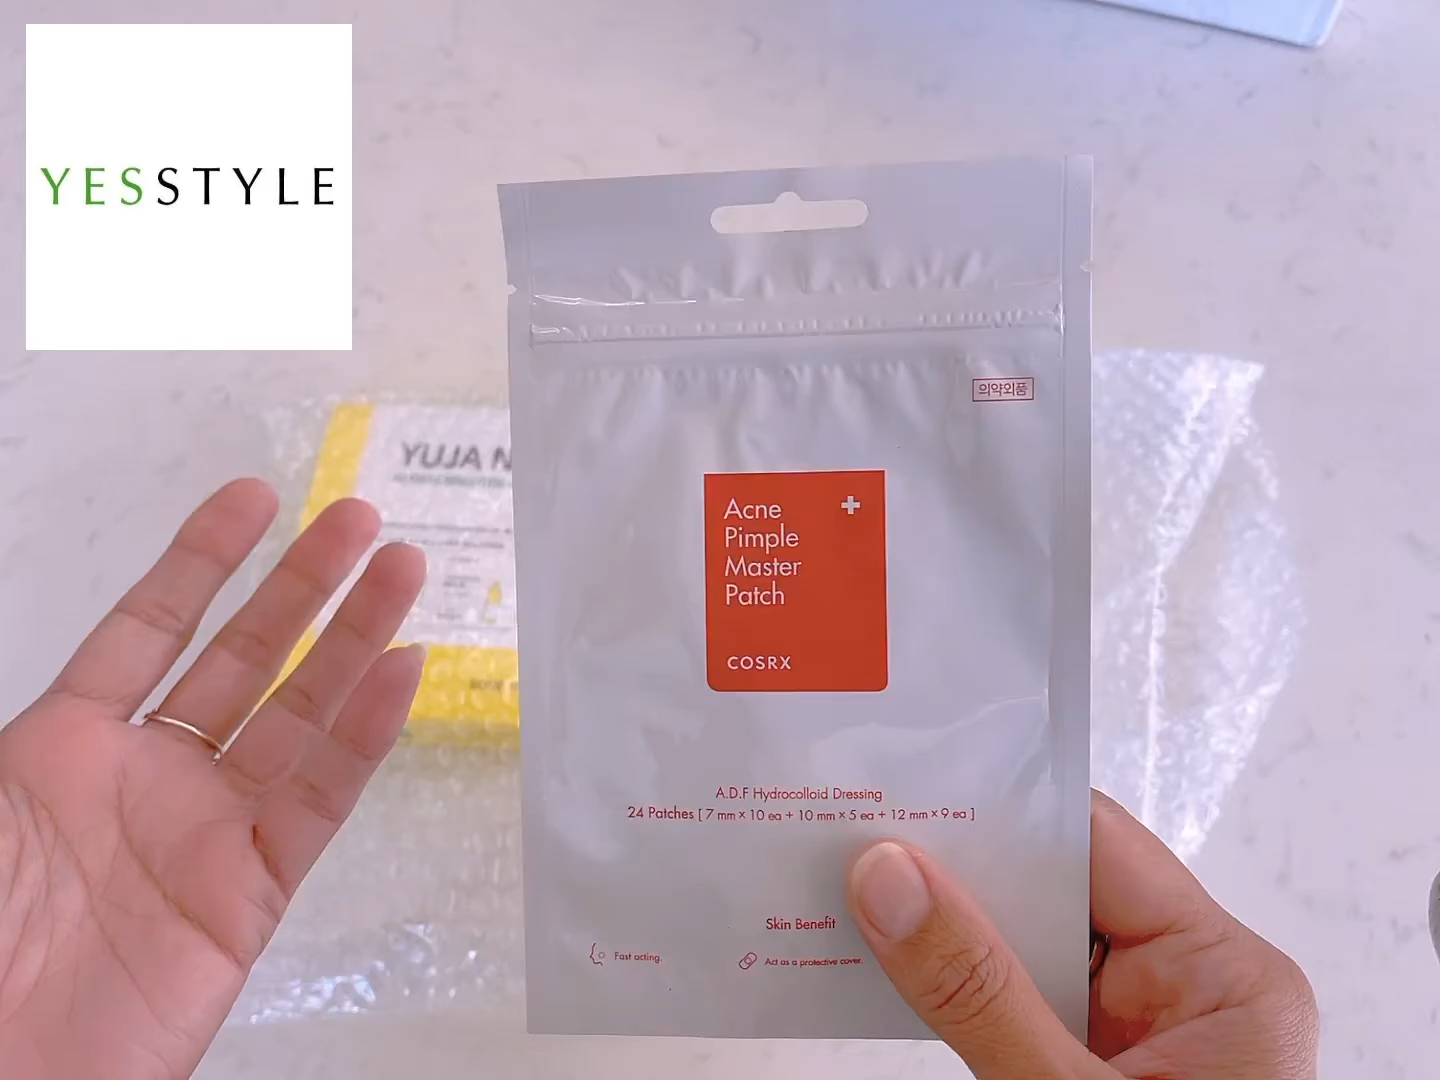 YESSTYLE
의약외품
YUJA N
Acne
Pimple
Master
Patch
COSRX
A.D.F Hydrocolloid Dressing
24 Patches [ 7 mm × 10 ea + 10 mm × 5 ea + 12 mm × 9 ea ]
Skin Benefit
Fast acting.
Act as a protective cover.